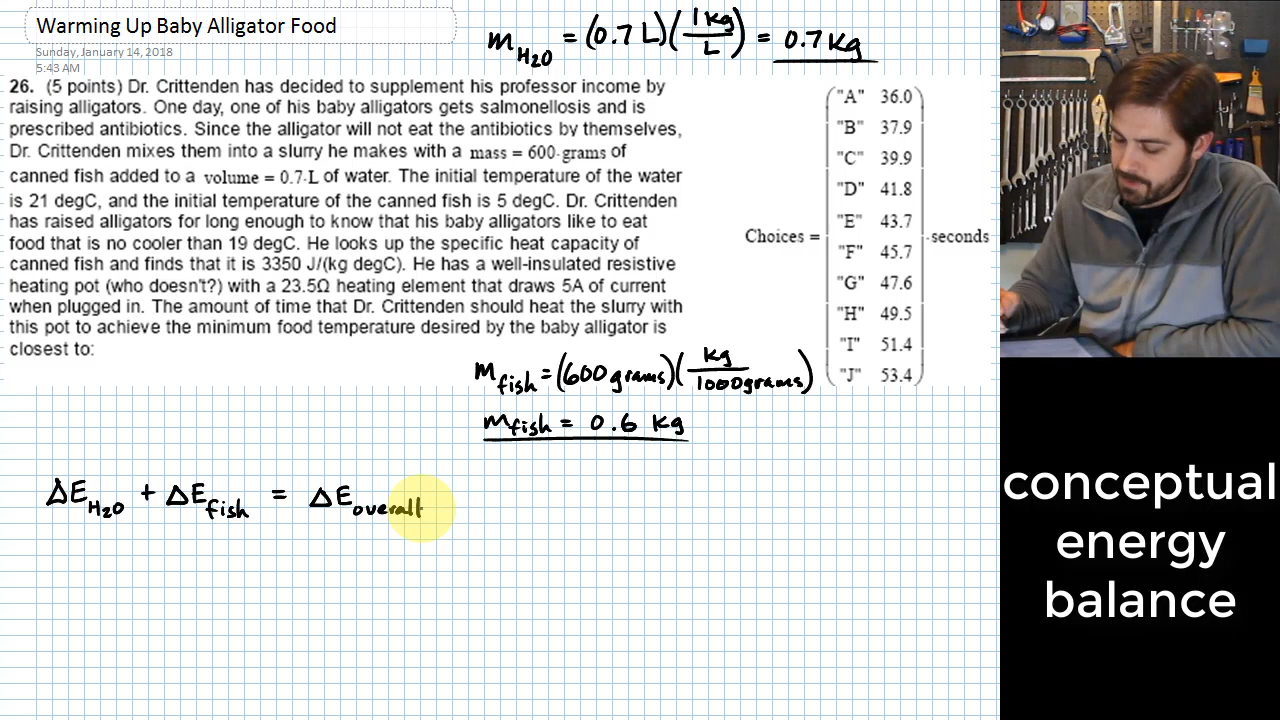 Warming Up Baby Alligator Food
Sunday, January 14, 2018
5:43 AM
m H₂O = (0.7 L)(1 kg / L) = 0.7 kg
26. (5 points) Dr. Crittenden has decided to supplement his professor income by
raising alligators. One day, one of his baby alligators gets salmonellosis and is
prescribed antibiotics. Since the alligator will not eat the antibiotics by themselves,
Dr. Crittenden mixes them into a slurry he makes with a mass = 600·grams of
canned fish added to a volume = 0.7·L of water. The initial temperature of the water
is 21 degC, and the initial temperature of the canned fish is 5 degC. Dr. Crittenden
has raised alligators for long enough to know that his baby alligators like to eat
food that is no cooler than 19 degC. He looks up the specific heat capacity of
canned fish and finds that it is 3350 J/(kg degC). He has a well-insulated resistive
heating pot (who doesn't?) with a 23.5Ω heating element that draws 5A of current
when plugged in. The amount of time that Dr. Crittenden should heat the slurry with
this pot to achieve the minimum food temperature desired by the baby alligator is
closest to:
"A" 36.0
"B" 37.9
"C" 39.9
"D" 41.8
"E" 43.7
Choices = ·seconds
"F" 45.7
"G" 47.6
"H" 49.5
"I" 51.4
"J" 53.4
m fish = (600 grams)(kg / 1000 grams)
m fish = 0.6 kg
ΔE H₂O + ΔE fish = ΔE overall
conceptual
energy
balance